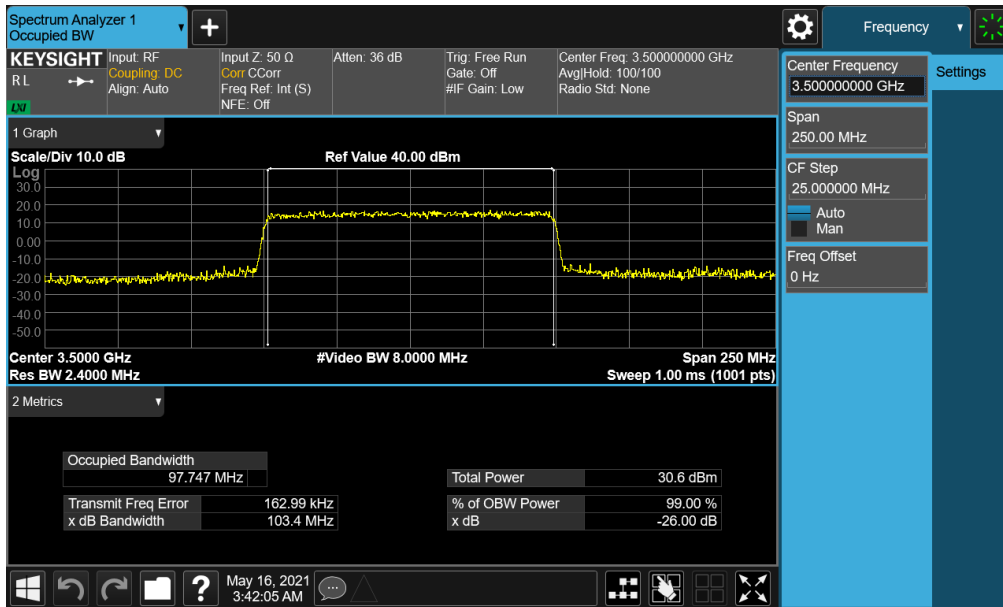 Spectrum Analyzer 1
Occupied BW
Frequency
KEYSIGHT
R L
LXI
Input: RF
Coupling: DC
Align: Auto
Input Z: 50 Ω
Corr CCorr
Freq Ref: Int (S)
NFE: Off
Atten: 36 dB
Trig: Free Run
Gate: Off
#IF Gain: Low
Center Freq: 3.500000000 GHz
Avg|Hold: 100/100
Radio Std: None
Center Frequency
3.500000000 GHz
Settings
Span
250.00 MHz
CF Step
25.000000 MHz
Auto
Man
Freq Offset
0 Hz
1 Graph
Scale/Div 10.0 dB
Ref Value 40.00 dBm
Log
30.0
20.0
10.0
0.00
-10.0
-20.0
-30.0
-40.0
-50.0
Center 3.5000 GHz
#Video BW 8.0000 MHz
Span 250 MHz
Res BW 2.4000 MHz
Sweep 1.00 ms (1001 pts)
2 Metrics
Occupied Bandwidth
97.747 MHz
Total Power 30.6 dBm
Transmit Freq Error 162.99 kHz
% of OBW Power 99.00 %
x dB Bandwidth 103.4 MHz
x dB -26.00 dB
?
May 16, 2021
3:42:05 AM